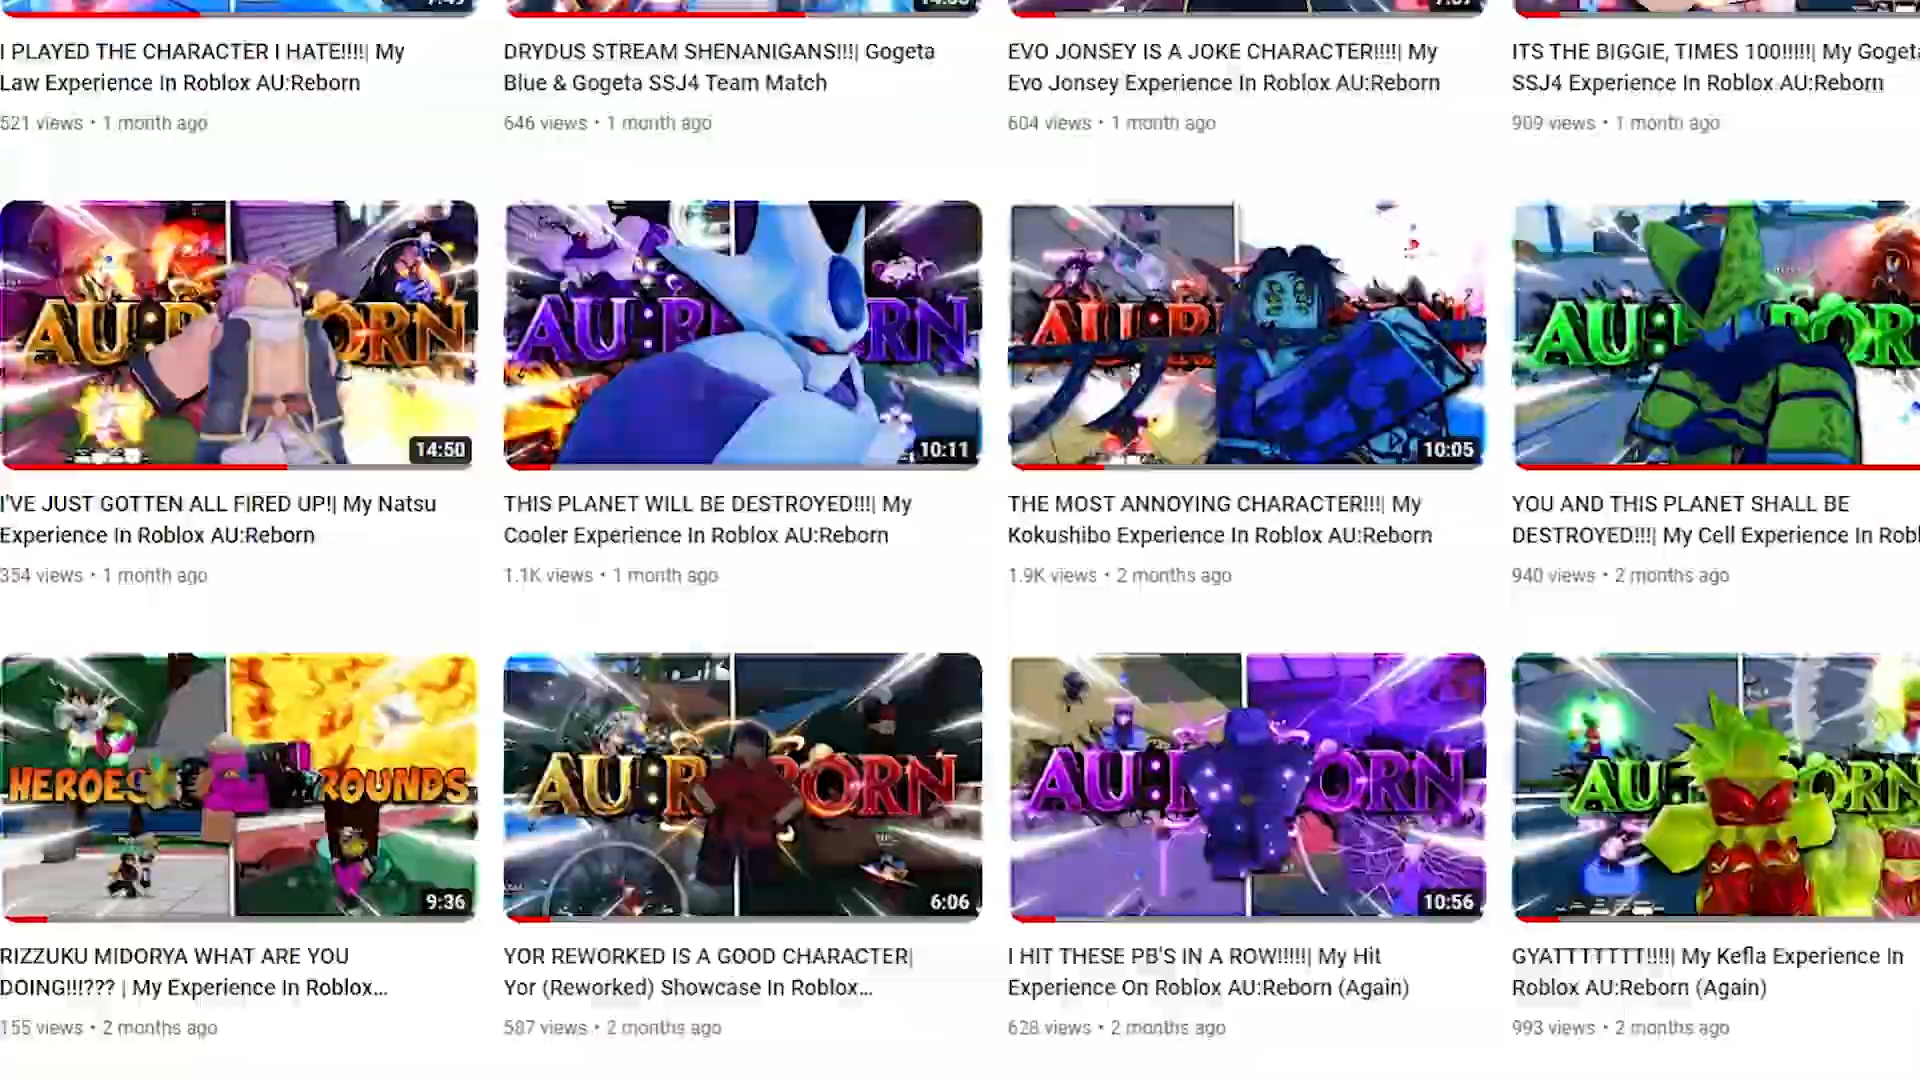 I PLAYED THE CHARACTER I HATE!!!!| My
Law Experience In Roblox AU:Reborn
521 views • 1 month ago
DRYDUS STREAM SHENANIGANS!!!| Gogeta
Blue & Gogeta SSJ4 Team Match
646 views • 1 month ago
EVO JONSEY IS A JOKE CHARACTER!!!!| My
Evo Jonsey Experience In Roblox AU:Reborn
604 views • 1 month ago
ITS THE BIGGIE, TIMES 100!!!!!| My Gogeta
SSJ4 Experience In Roblox AU:Reborn
909 views • 1 month ago
14:50
I'VE JUST GOTTEN ALL FIRED UP!| My Natsu
Experience In Roblox AU:Reborn
354 views • 1 month ago
10:11
THIS PLANET WILL BE DESTROYED!!!| My
Cooler Experience In Roblox AU:Reborn
1.1K views • 1 month ago
10:05
THE MOST ANNOYING CHARACTER!!!| My
Kokushibo Experience In Roblox AU:Reborn
1.9K views • 2 months ago
YOU AND THIS PLANET SHALL BE
DESTROYED!!!| My Cell Experience In Robl
940 views • 2 months ago
9:36
RIZZUKU MIDORYA WHAT ARE YOU
DOING!!!??? | My Experience In Roblox...
155 views • 2 months ago
6:06
YOR REWORKED IS A GOOD CHARACTER|
Yor (Reworked) Showcase In Roblox...
587 views • 2 months ago
10:56
I HIT THESE PB'S IN A ROW!!!!!| My Hit
Experience On Roblox AU:Reborn (Again)
628 views • 2 months ago
GYATTTTTTT!!!!| My Kefla Experience In
Roblox AU:Reborn (Again)
993 views • 2 months ago